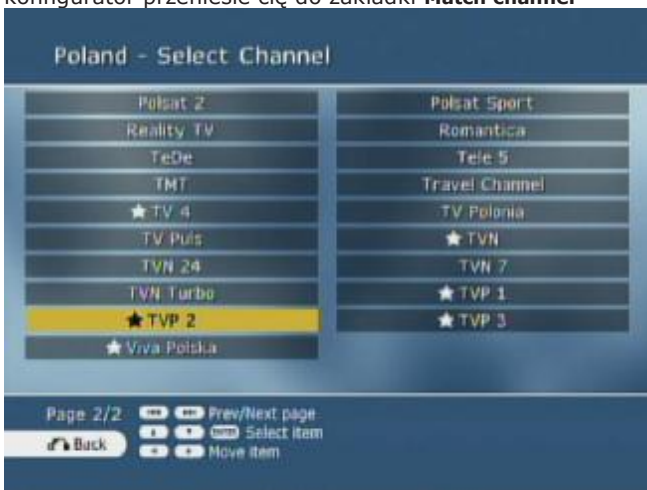 konfigurator przeniesie cię do zakładki Match channel
Poland - Select Channel
Polsat 2
Polsat Sport
Reality TV
Romantica
TeDe
Tele 5
TMT
Travel Channel
TV 4
TV Polonia
TV Puls
TVN
TVN 24
TVN 7
TVN Turbo
TVP 1
TVP 2
TVP 3
Viva Polska
Page 2/2
Prev/Next page
Select item
Back
Move item